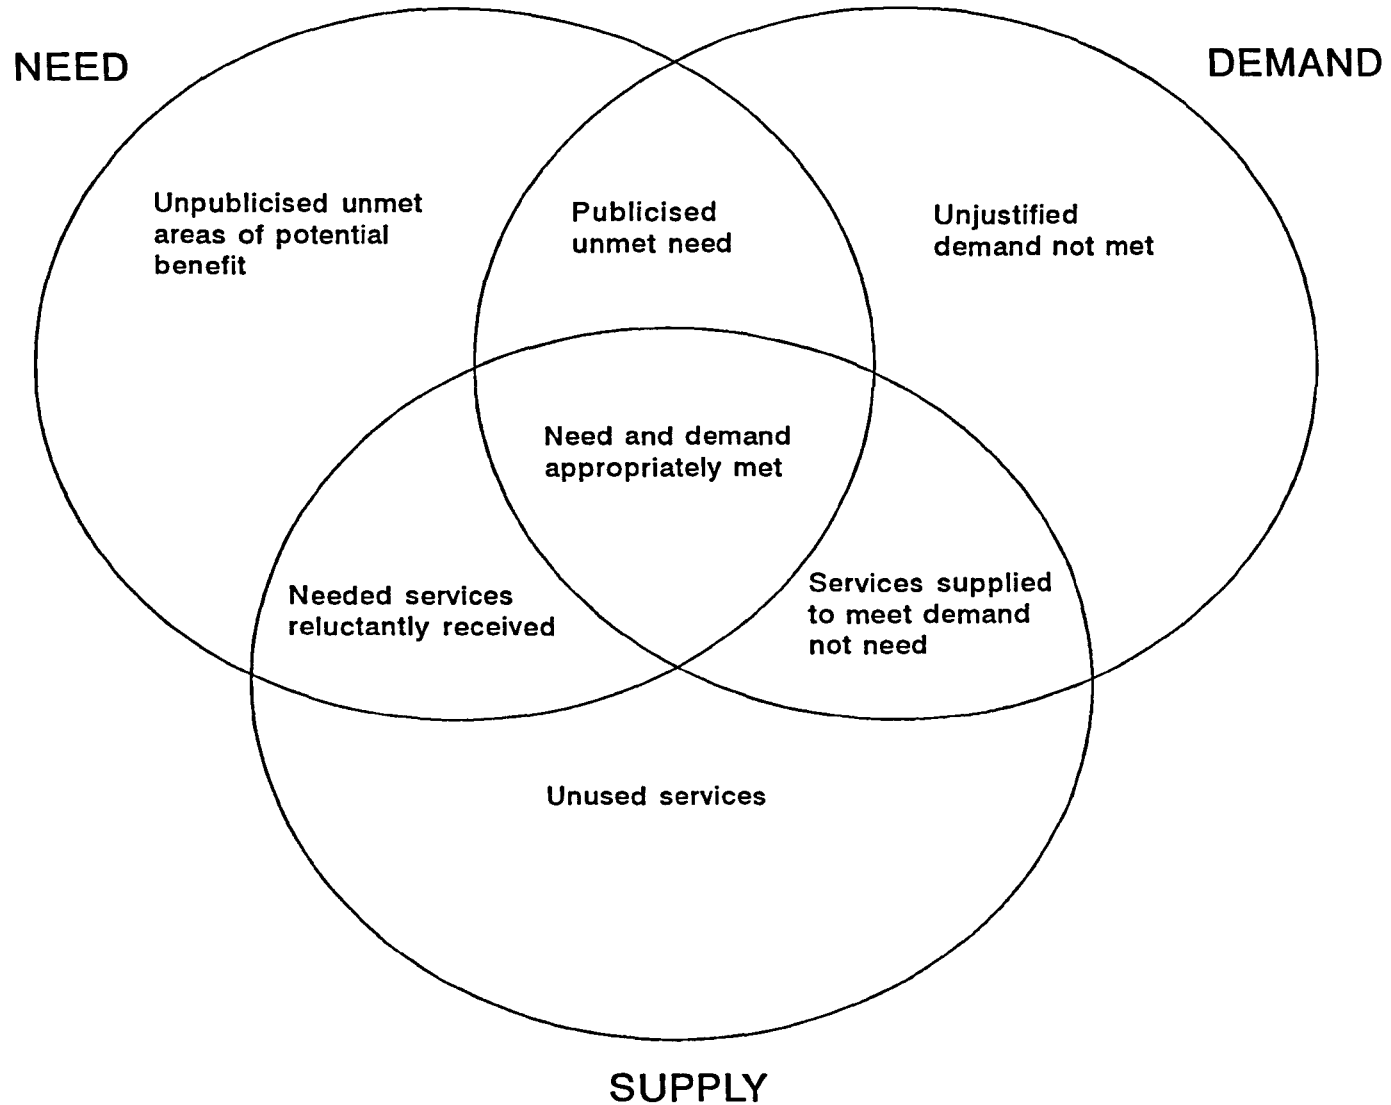 NEED
DEMAND
Unpublicised unmet
areas of potential
benefit
Publicised
unmet need
Unjustified
demand not met
Need and demand
appropriately met
Needed services
reluctantly received
Services supplied
to meet demand
not need
Unused services
SUPPLY